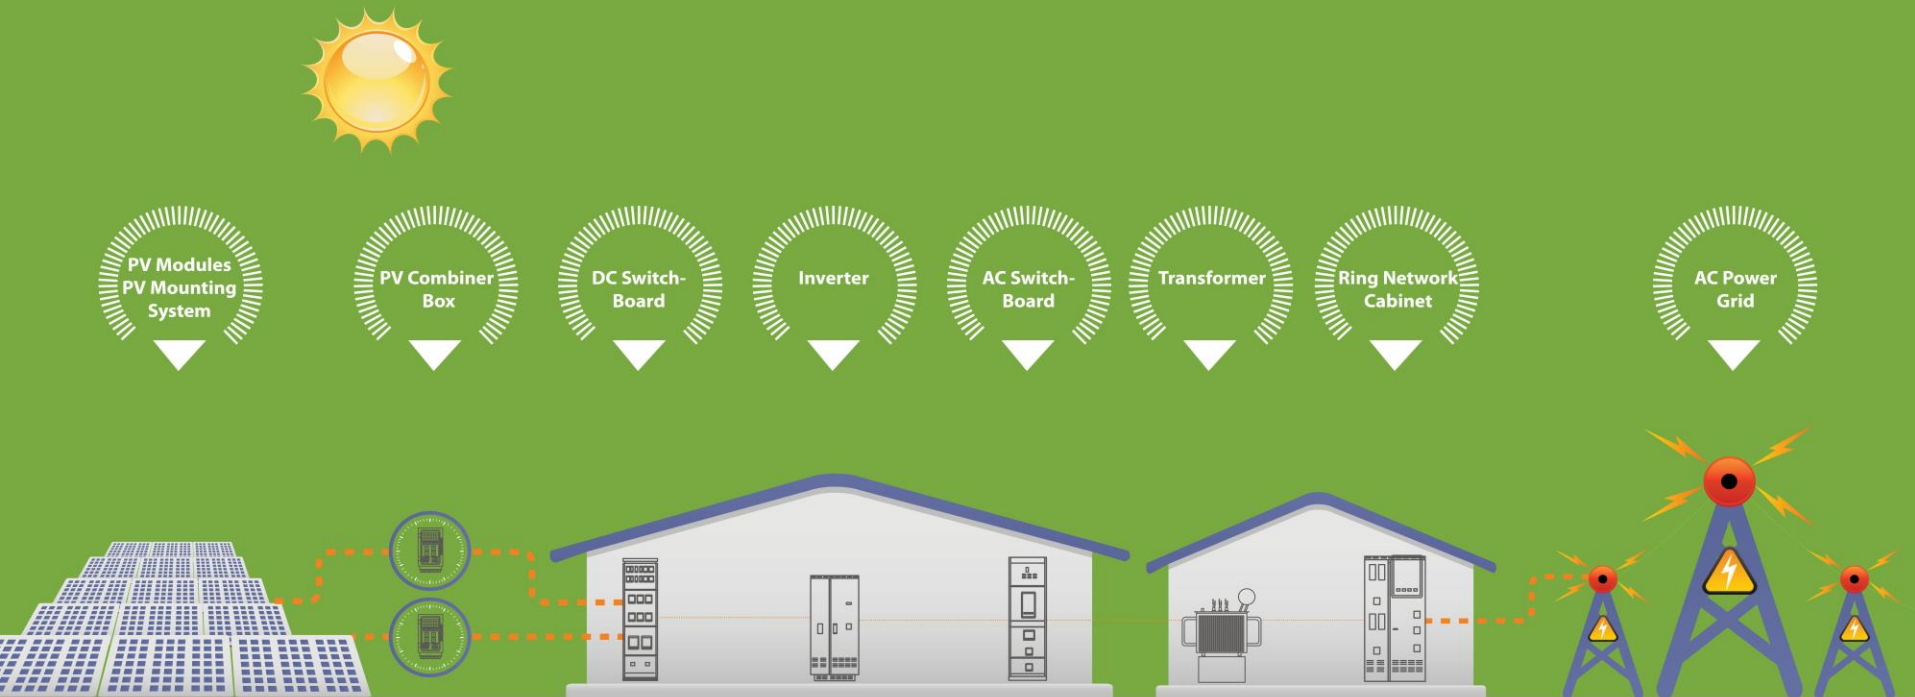 PV Modules
PV Mounting
System
PV Combiner
Box
DC Switch-
Board
Inverter
AC Switch-
Board
Transformer
Ring Network
Cabinet
AC Power
Grid